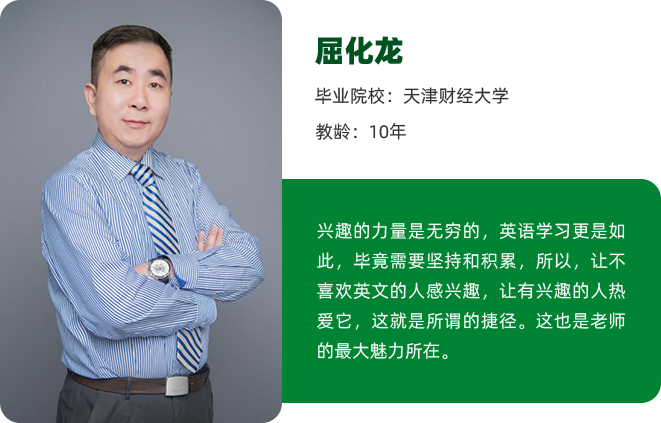 屈化龙
毕业院校：天津财经大学
教龄：10年
兴趣的力量是无穷的，英语学习更是如
此，毕竟需要坚持和积累，所以，让不
喜欢英文的人感兴趣，让有兴趣的人热
爱它，这就是所谓的捷径。这也是老师
的最大魅力所在。